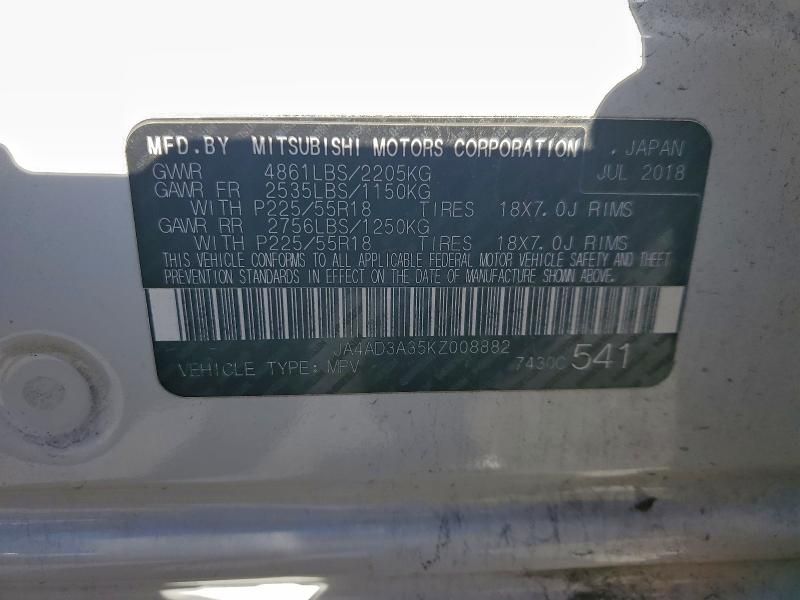 MFD.BY MITSUBISHI MOTORS CORPORATION , JAPAN
GVWR 4861LBS/2205KG JUL 2018
GAWR FR 2535LBS/1150KG
WITH P225/55R18 TIRES 18X7.0J RIMS
GAWR RR 2756LBS/1250KG
WITH P225/55R18 TIRES 18X7.0J RIMS
THIS VEHICLE CONFORMS TO ALL APPLICABLE FEDERAL MOTOR VEHICLE SAFETY AND THEFT
PREVENTION STANDARDS IN EFFECT ON THE DATE OF MANUFACTURE SHOWN ABOVE.
JA4AD3A35KZ008882
VEHICLE TYPE: MPV 7430C 541